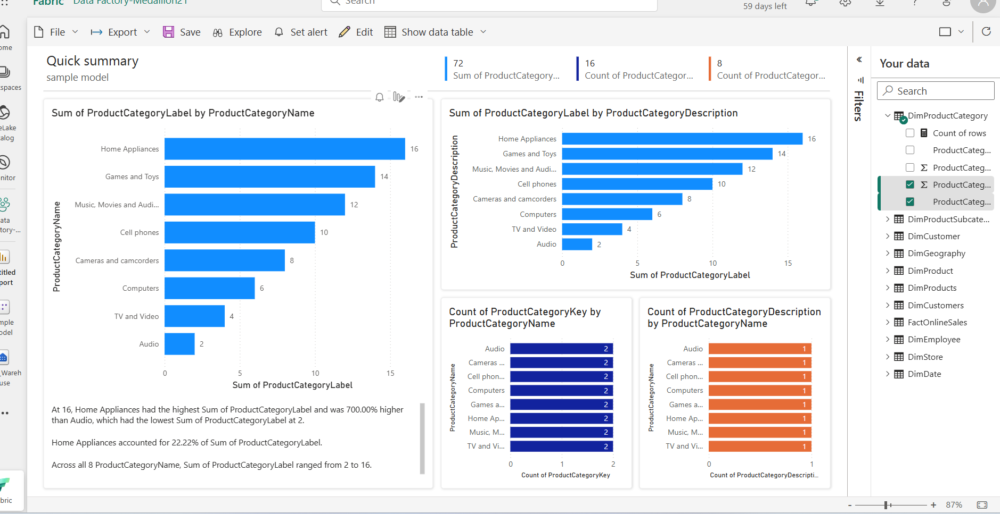 Fabric Data Factory-Medallion21
Search
59 days left
File
Export
Save
Explore
Set alert
Edit
Show data table
ome
kspaces
eLake
alog
nitor
ata
tory-...
titled
port
mple
odel
_Wareh
use
bric
Quick summary
sample model
72
Sum of ProductCategory...
16
Count of ProductCategor...
8
Count of ProductCategor...
Sum of ProductCategoryLabel by ProductCategoryName
ProductCategoryName
Home Appliances 16
Games and Toys 14
Music, Movies and Audi... 12
Cell phones 10
Cameras and camcorders 8
Computers 6
TV and Video 4
Audio 2
0 5 10 15
Sum of ProductCategoryLabel
At 16, Home Appliances had the highest Sum of ProductCategoryLabel and was 700.00% higher
than Audio, which had the lowest Sum of ProductCategoryLabel at 2.
Home Appliances accounted for 22.22% of Sum of ProductCategoryLabel.
Across all 8 ProductCategoryName, Sum of ProductCategoryLabel ranged from 2 to 16.
Sum of ProductCategoryLabel by ProductCategoryDescription
ProductCategoryDescription
Home Appliances 16
Games and Toys 14
Music, Movies and Audi... 12
Cell phones 10
Cameras and camcorders 8
Computers 6
TV and Video 4
Audio 2
0 5 10 15
Sum of ProductCategoryLabel
Count of ProductCategoryKey by
ProductCategoryName
ProductCategoryName
Audio 2
Cameras ... 2
Cell phon... 2
Computers 2
Games a... 2
Home Ap... 2
Music, M... 2
TV and Vi... 2
0 1 2
Count of ProductCategoryKey
Count of ProductCategoryDescription
by ProductCategoryName
ProductCategoryName
Audio 1
Cameras ... 1
Cell phon... 1
Computers 1
Games a... 1
Home Ap... 1
Music, M... 1
TV and Vi... 1
0 1
Count of ProductCategoryDescripti...
Filters
Your data
Search
DimProductCategory
Count of rows
ProductCateg...
Σ ProductCateg...
Σ ProductCateg...
ProductCateg...
DimProductSubcate...
DimCustomer
DimGeography
DimProduct
DimProducts
DimCustomers
FactOnlineSales
DimEmployee
DimStore
DimDate
- + 87%